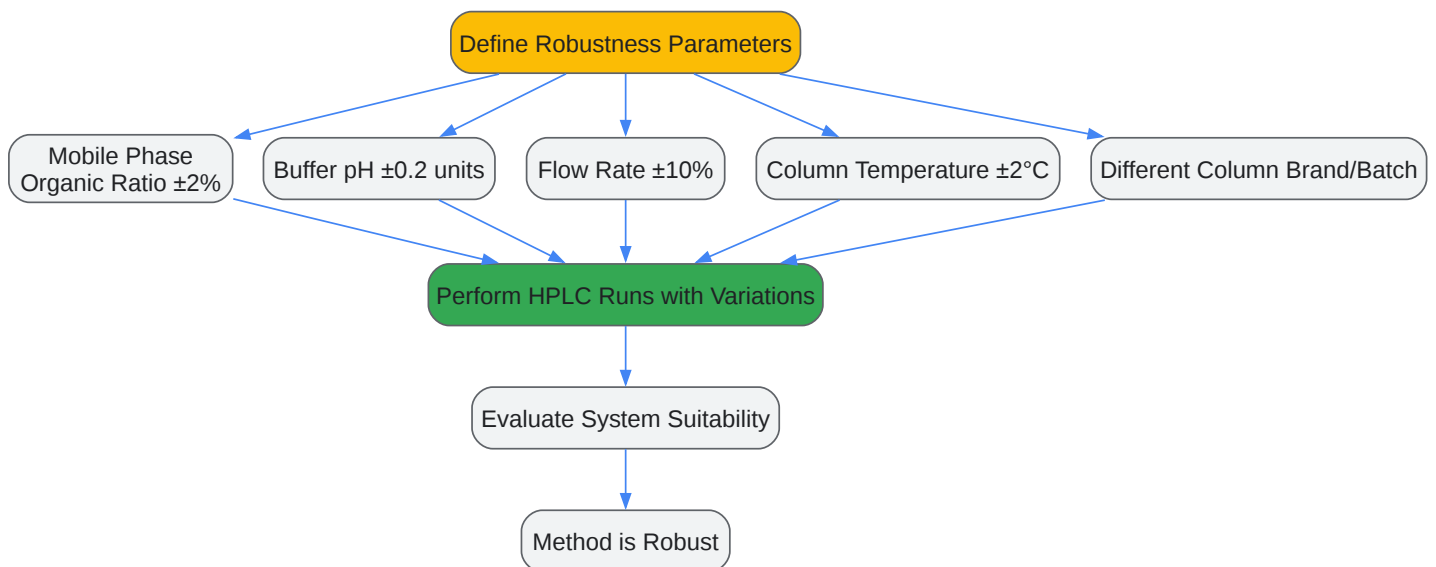 Define Robustness Parameters
Mobile Phase
Organic Ratio ±2%
Buffer pH ±0.2 units
Flow Rate ±10%
Column Temperature ±2°C
Different Column Brand/Batch
Perform HPLC Runs with Variations
Evaluate System Suitability
Method is Robust